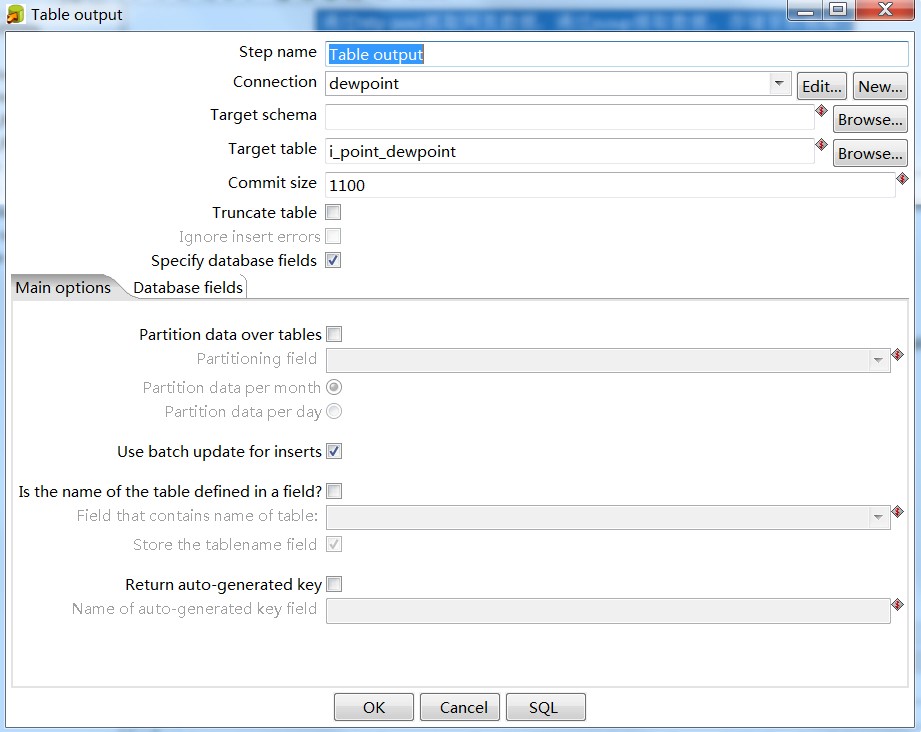 Table output
Step name Table output
Connection dewpoint Edit... New...
Target schema Browse...
Target table i_point_dewpoint Browse...
Commit size 1100
Truncate table
Ignore insert errors
Specify database fields
Main options Database fields
Partition data over tables
Partitioning field
Partition data per month
Partition data per day
Use batch update for inserts
Is the name of the table defined in a field?
Field that contains name of table:
Store the tablename field
Return auto-generated key
Name of auto-generated key field
OK Cancel SQL